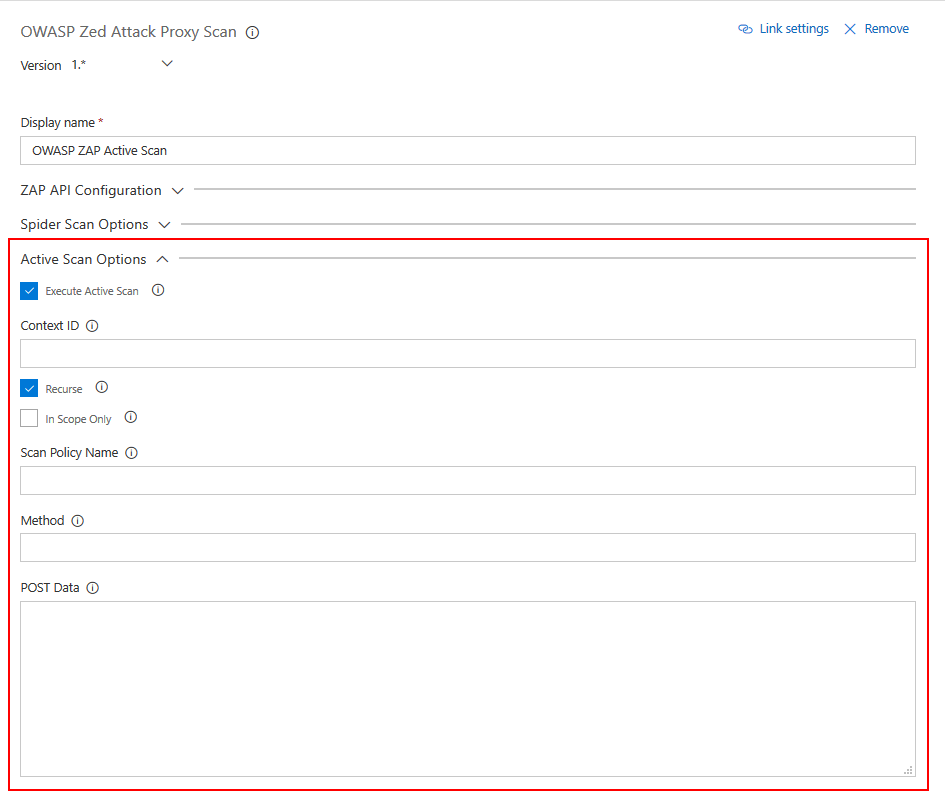 OWASP Zed Attack Proxy Scan
Link settings
Remove
Version 1.*
Display name *
OWASP ZAP Active Scan
ZAP API Configuration
Spider Scan Options
Active Scan Options
Execute Active Scan
Context ID
Recurse
In Scope Only
Scan Policy Name
Method
POST Data